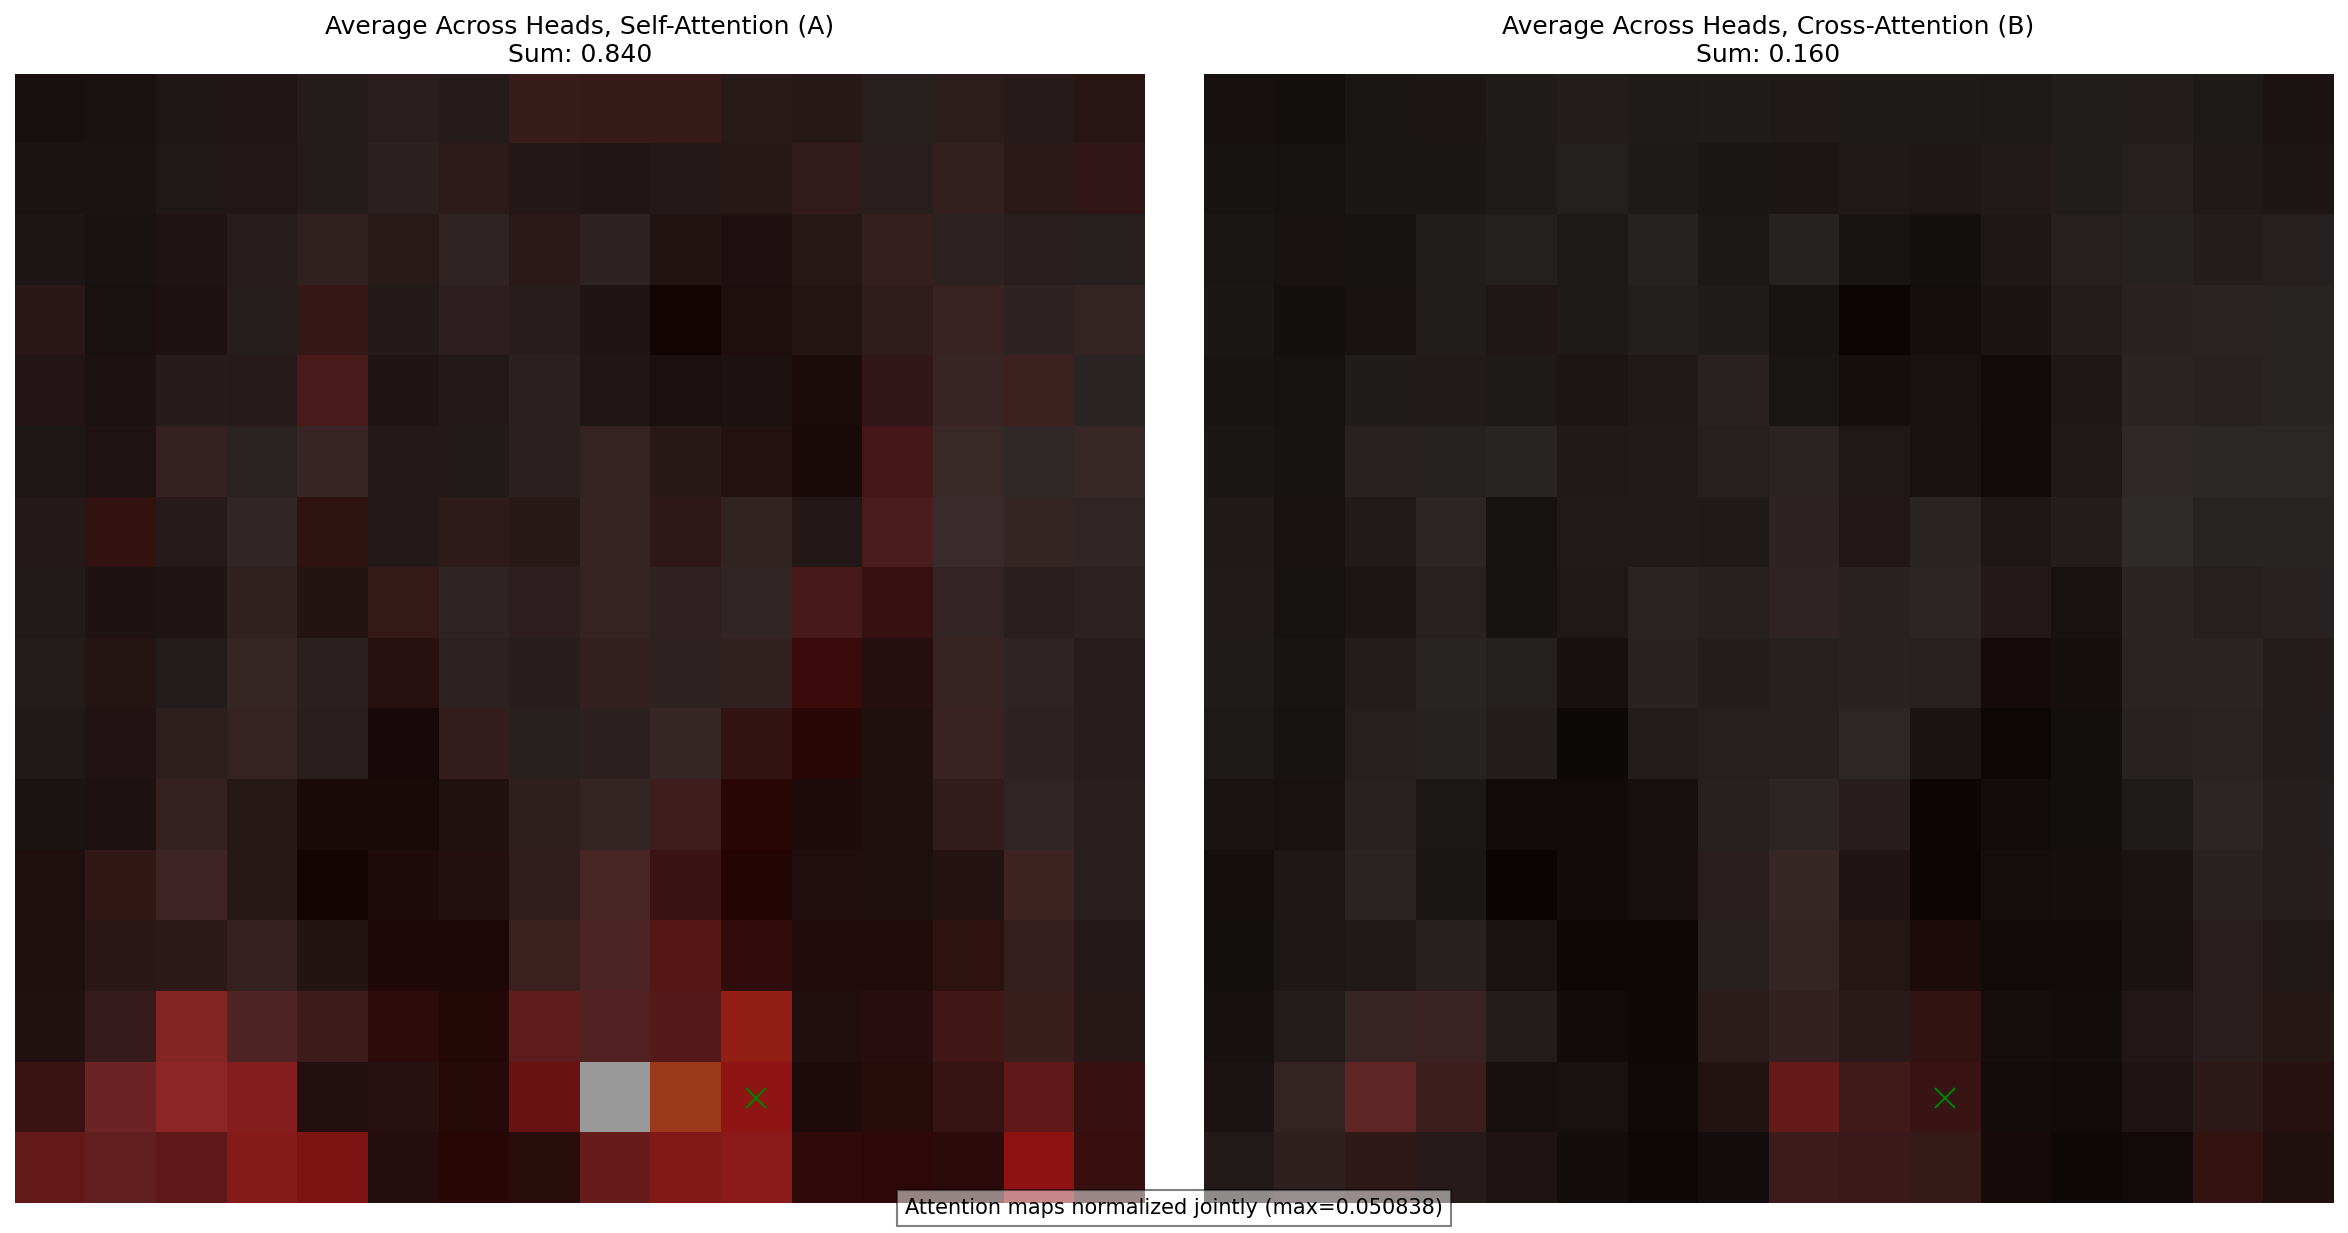 Average Across Heads, Self-Attention (A)
Sum: 0.840
Average Across Heads, Cross-Attention (B)
Sum: 0.160
Attention maps normalized jointly (max=0.050838)